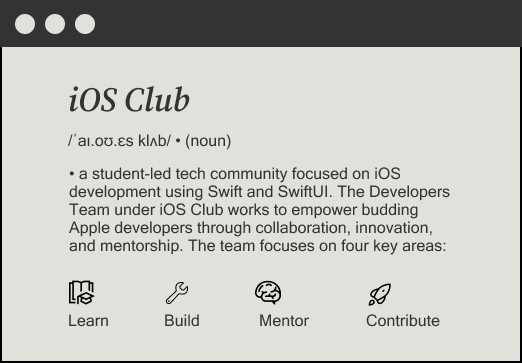 iOS Club
/ˈaɪ.oʊ.ɛs klʌb/ • (noun)
• a student-led tech community focused on iOS
development using Swift and SwiftUI. The Developers
Team under iOS Club works to empower budding
Apple developers through collaboration, innovation,
and mentorship. The team focuses on four key areas:
Learn Build Mentor Contribute